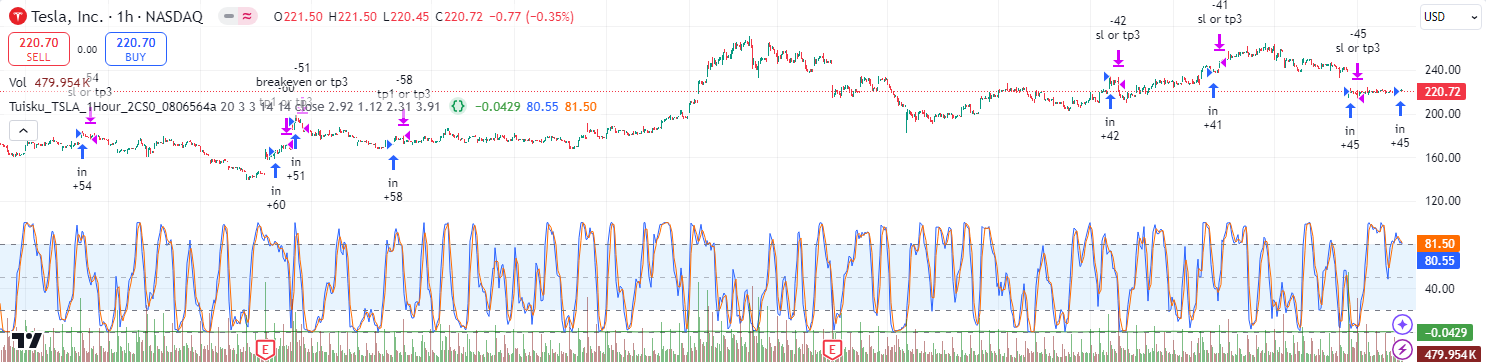 Tesla, Inc. · 1h · NASDAQ O221.50 H221.50 L220.45 C220.72 −0.77 (−0.35%)
USD
220.70 SELL
0.00
220.70 BUY
Vol 479.954 K
Tuisku_TSLA_1Hour_2CS0_0806564a 20 3 3 14 14 close 2.92 1.12 2.31 3.91 −0.0429 80.55 81.50
-54
sl or tp3
in
+54
-60
in
+60
-51
breakeven or tp3
in
+51
-58
tp1 or tp3
in
+58
-42
sl or tp3
in
+42
-41
sl or tp3
in
+41
-45
sl or tp3
in
+45
in
+45
240.00
220.72
200.00
160.00
120.00
81.50
80.55
40.00
−0.0429
479.954 K
E
E